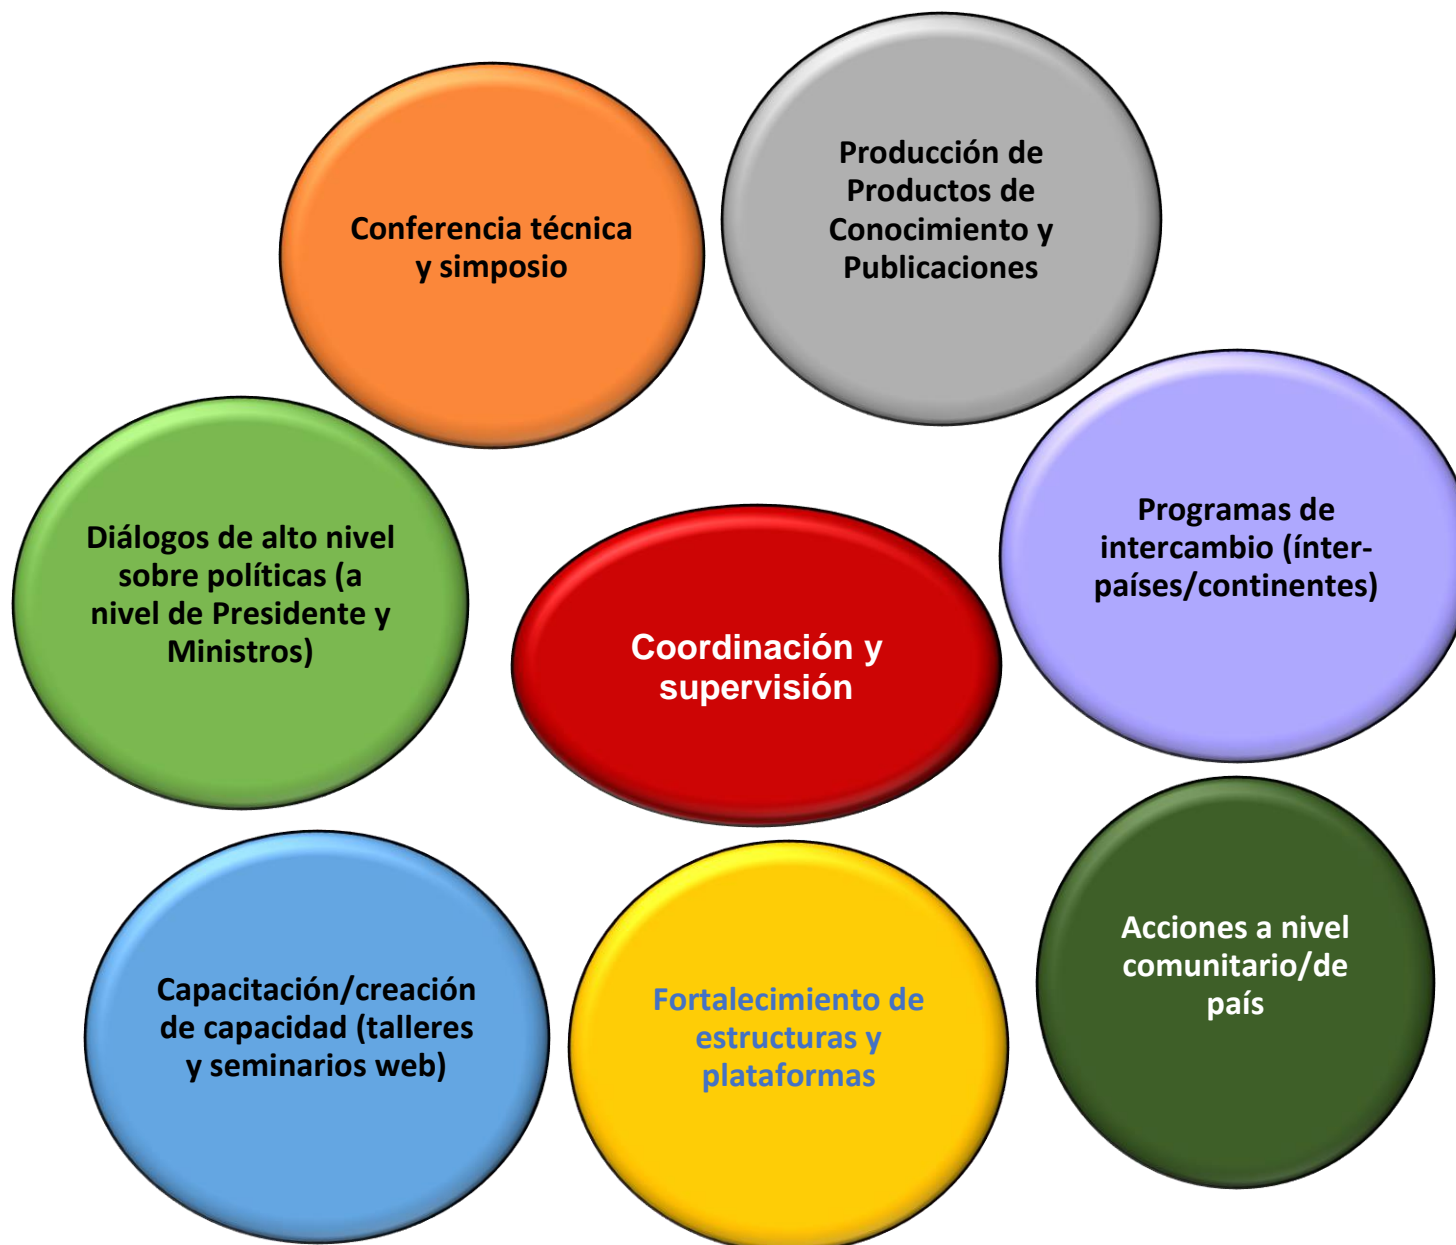 Producción de
Productos de
Conocimiento y
Publicaciones
Conferencia técnica
y simposio
Programas de
intercambio (ínter-
países/continentes)
Diálogos de alto nivel
sobre políticas (a
nivel de Presidente y
Ministros)
Coordinación y
supervisión
Acciones a nivel
comunitario/de
país
Capacitación/creación
de capacidad (talleres
y seminarios web)
Fortalecimiento de
estructuras y
plataformas